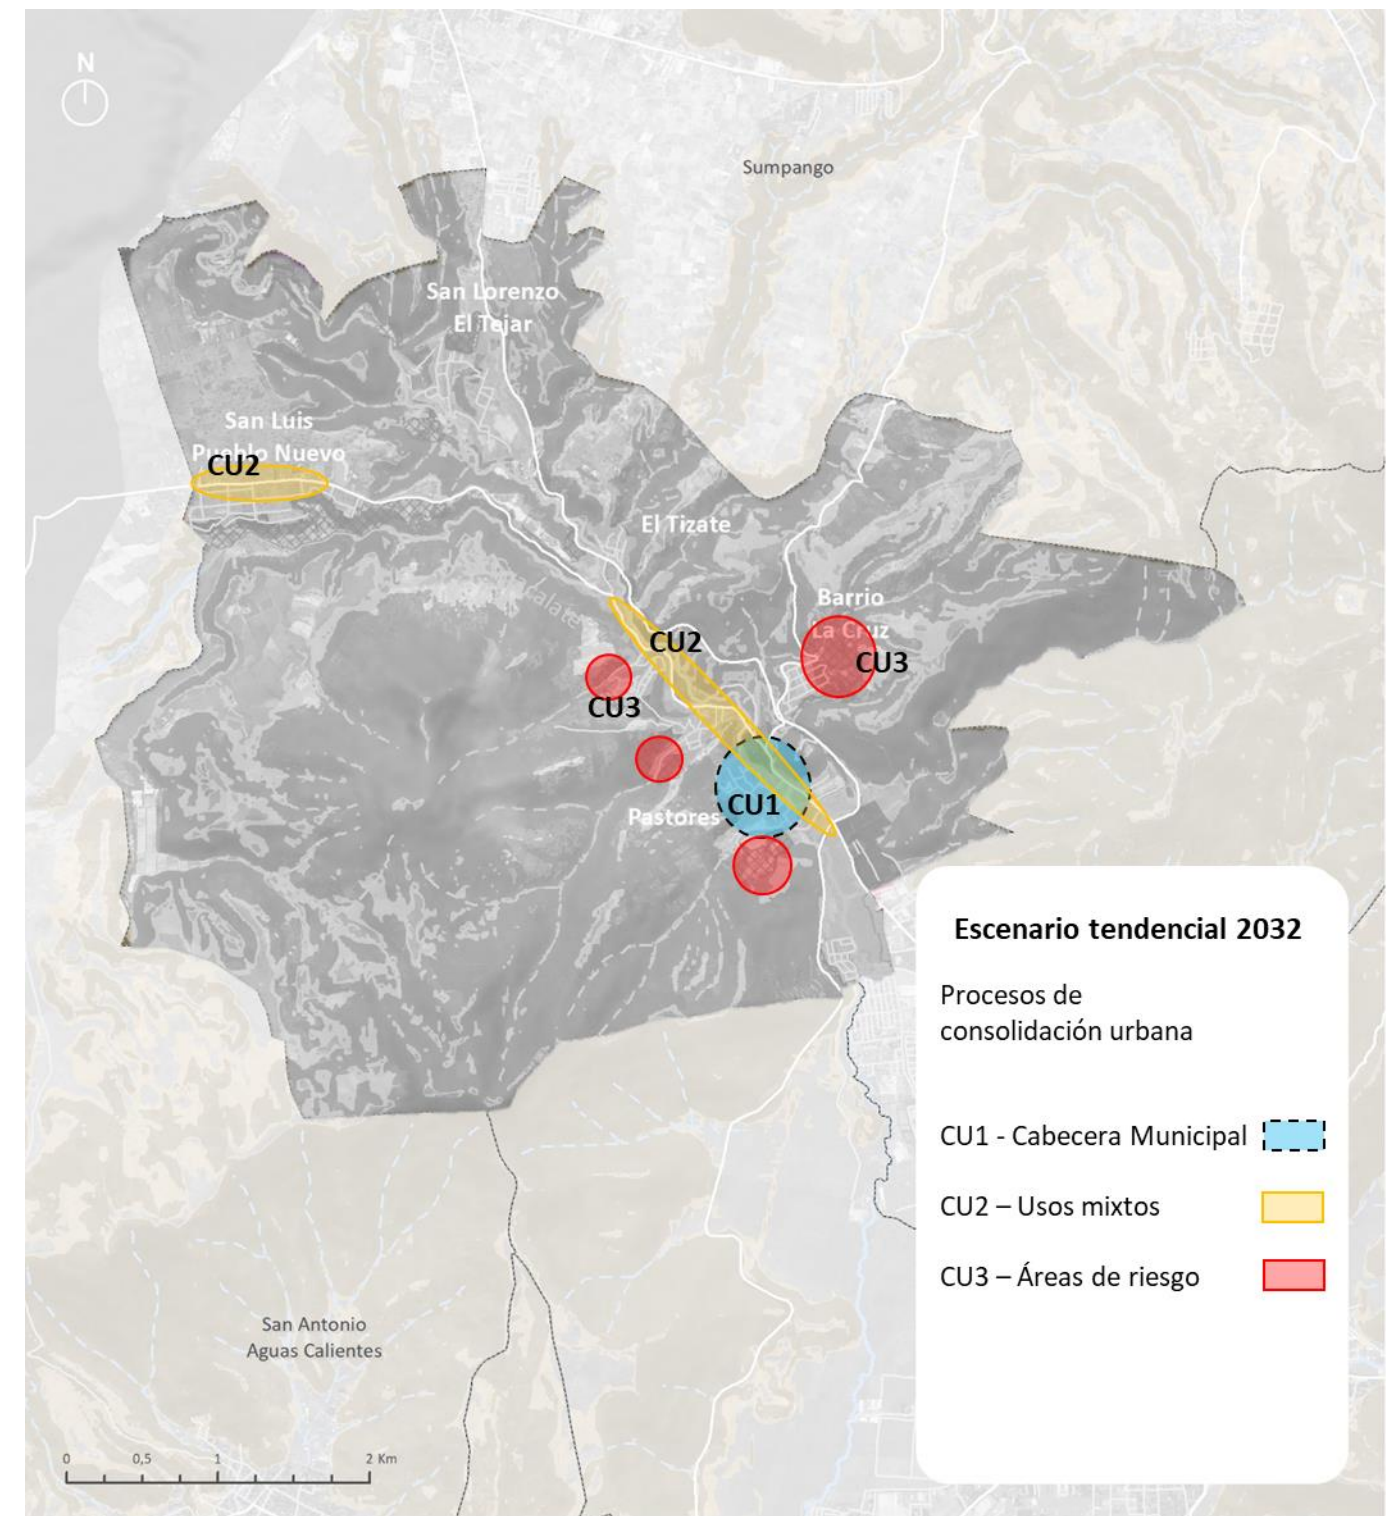 N
Sumpango
San Lorenzo
El Tejar
San Luis
Pueblo Nuevo
CU2
El Tizate
Barrio
La Cruz
CU2
CU3
CU3
CU1
Pastores
Escenario tendencial 2032
Procesos de
consolidación urbana
CU1 - Cabecera Municipal
CU2 – Usos mixtos
CU3 – Áreas de riesgo
San Antonio
Aguas Calientes
0 0,5 1 2 Km